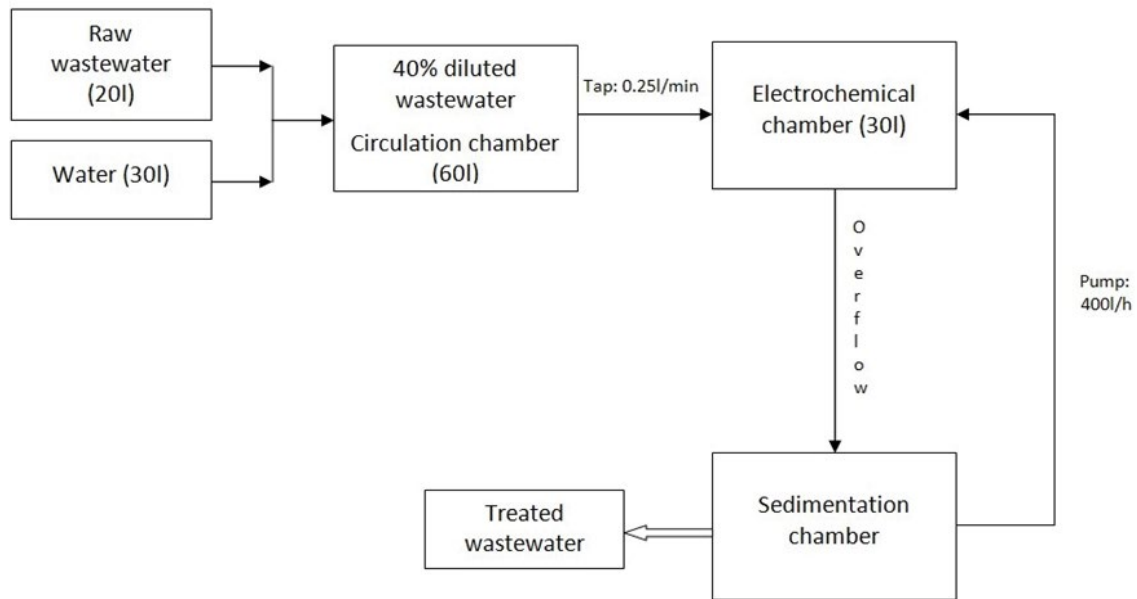 Raw
wastewater
(20l)
Water (30l)
40% diluted
wastewater
Circulation chamber
(60l)
Tap: 0.25l/min
Electrochemical
chamber (30l)
Overflow
Pump:
400l/h
Sedimentation
chamber
Treated
wastewater